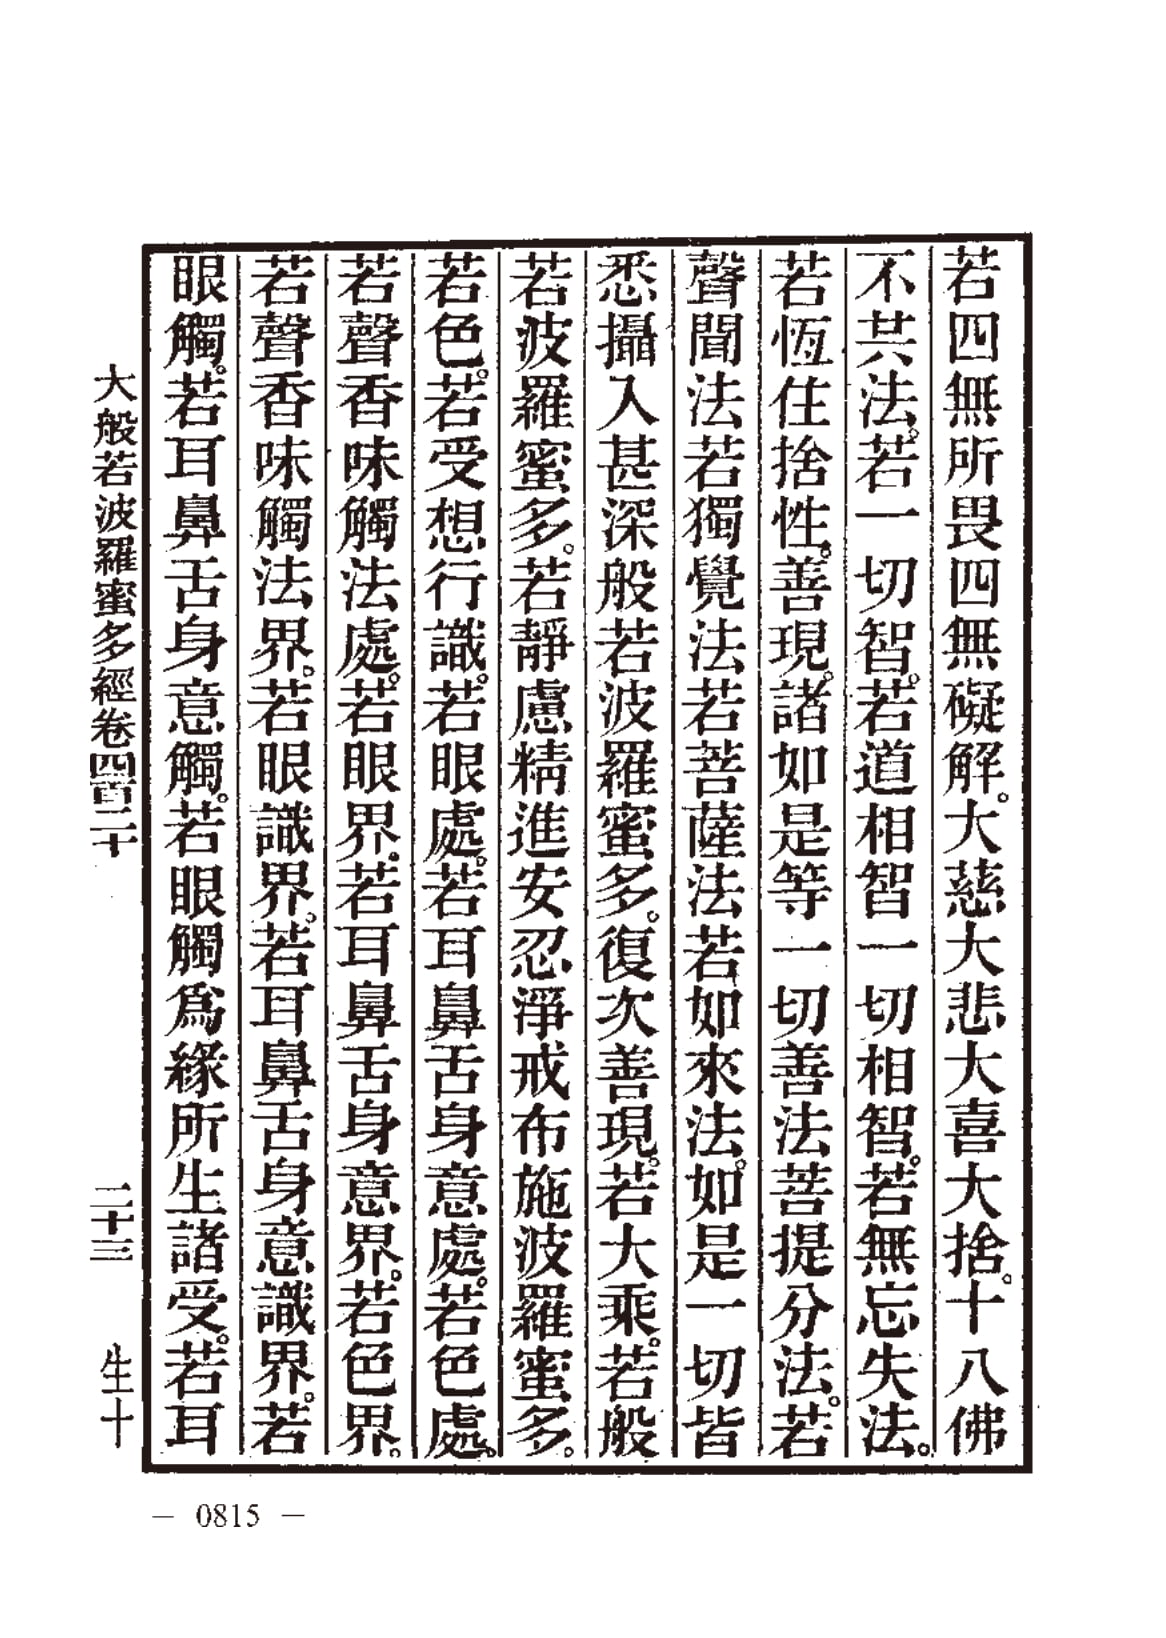 若四無所畏四無礙解。大慈大悲大喜大捨。十八佛
不共法。若一切智。若道相智一切相智。若無忘失法。
若恆住捨性。善現。諸如是等一切善法菩提分法。若
聲聞法若獨覺法若菩薩法若如來法。如是一切皆
悉攝入甚深般若波羅蜜多。復次善現。若大乘。若般
若波羅蜜多。若靜慮精進安忍淨戒布施波羅蜜多。
若色。若受想行識。若眼處。若耳鼻舌身意處。若色處。
若聲香味觸法處。若眼界。若耳鼻舌身意界。若色界。
若聲香味觸法界。若眼識界。若耳鼻舌身意識界。若
眼觸。若耳鼻舌身意觸。若眼觸爲緣所生諸受。若耳
大般若波羅蜜多經卷四百二十 二十三 生十
— 0815 —